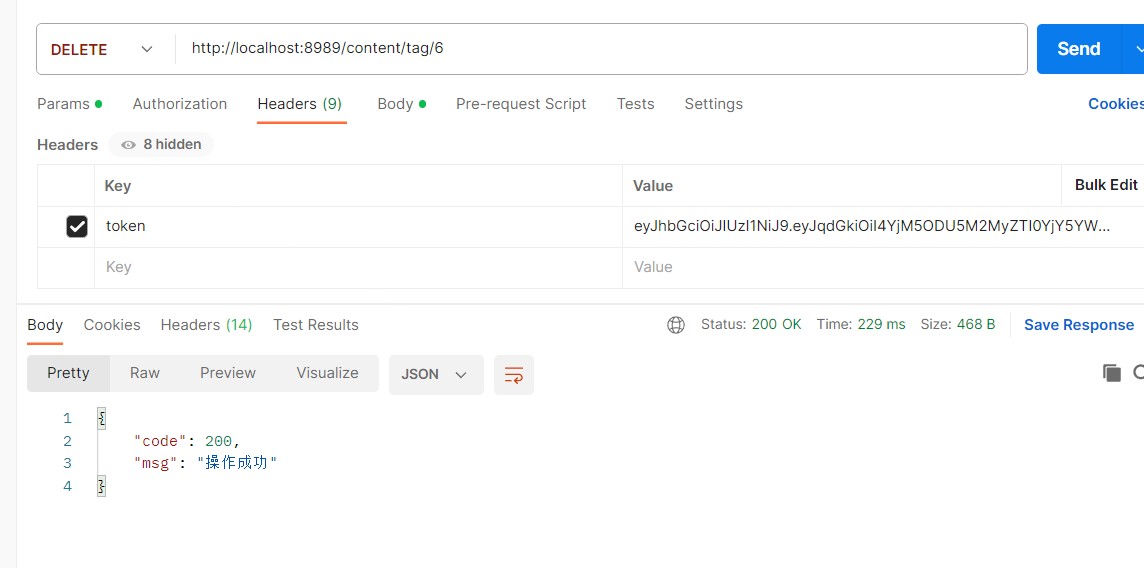 DELETE http://localhost:8989/content/tag/6 Send
Params Authorization Headers (9) Body Pre-request Script Tests Settings Cookies
Headers 8 hidden
Key Value Bulk Edit
token eyJhbGciOiJIUzI1NiJ9.eyJqdGkiOiI4YjM5ODU5M2MyZTI0YjY5YW...
Key Value
Body Cookies Headers (14) Test Results Status: 200 OK Time: 229 ms Size: 468 B Save Response
Pretty Raw Preview Visualize JSON
1 {
2 "code": 200,
3 "msg": "操作成功"
4 }